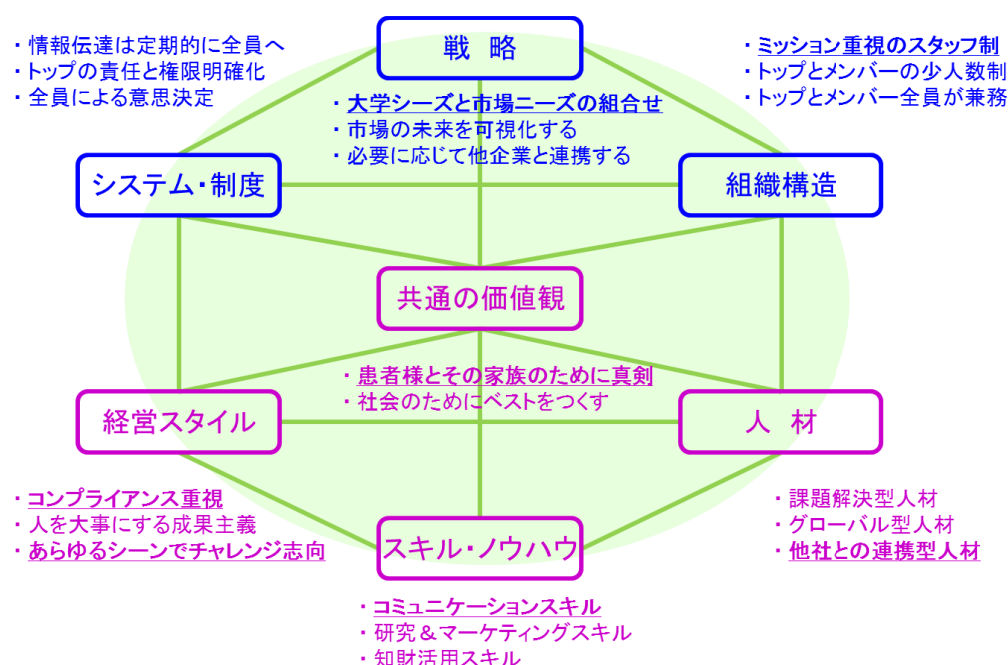 ・情報伝達は定期的に全員へ
・トップの責任と権限明確化
・全員による意思決定
戦 略
・ミッション重視のスタッフ制
・トップとメンバーの少人数制
・トップとメンバー全員が兼務
・大学シーズと市場ニーズの組合せ
・市場の未来を可視化する
・必要に応じて他企業と連携する
システム・制度
組織構造
共通の価値観
・患者様とその家族のために真剣
・社会のためにベストをつくす
経営スタイル
人 材
・コンプライアンス重視
・人を大事にする成果主義
・あらゆるシーンでチャレンジ志向
スキル・ノウハウ
・課題解決型人材
・グローバル型人材
・他社との連携型人材
・コミュニケーションスキル
・研究＆マーケティングスキル
・知財活用スキル